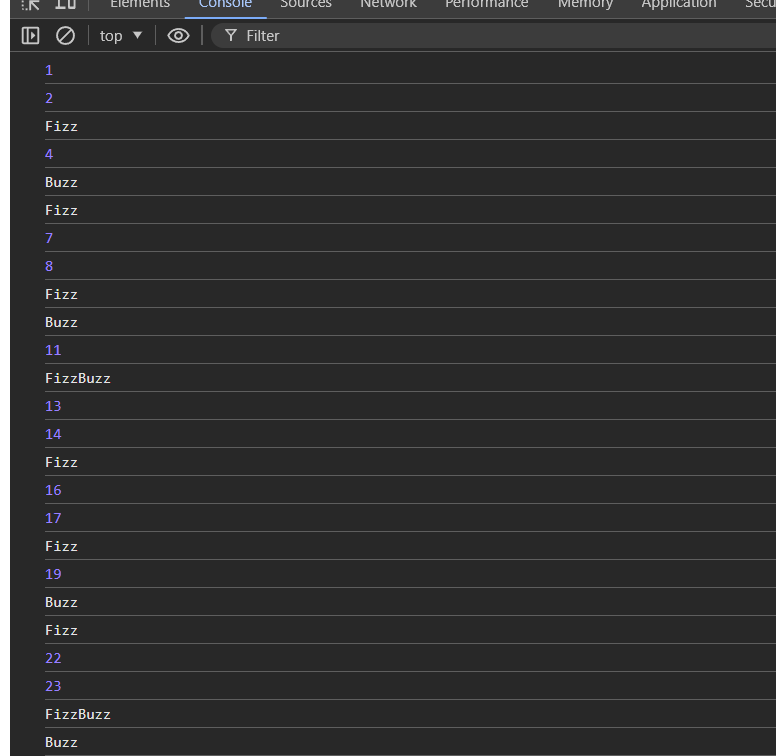 Elements Console Sources Network Performance Memory Application Secu
top Filter
1
2
Fizz
4
Buzz
Fizz
7
8
Fizz
Buzz
11
FizzBuzz
13
14
Fizz
16
17
Fizz
19
Buzz
Fizz
22
23
FizzBuzz
Buzz